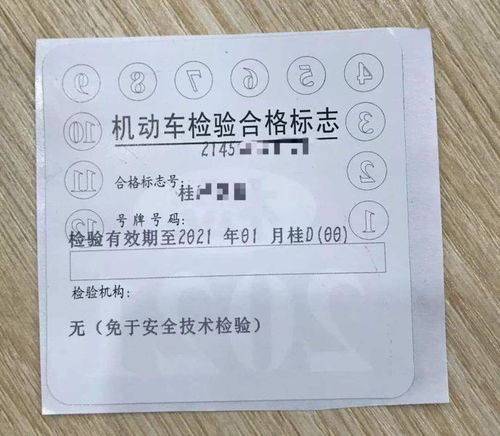 9 8 7 6 5 4
机动车检验合格标志
10 3
2145
合格标志号:
11 桂 2
号牌号码:
12 1
检验有效期至2021 年01 月桂D(00)
检验机构:
无(免于安全技术检验)
2021